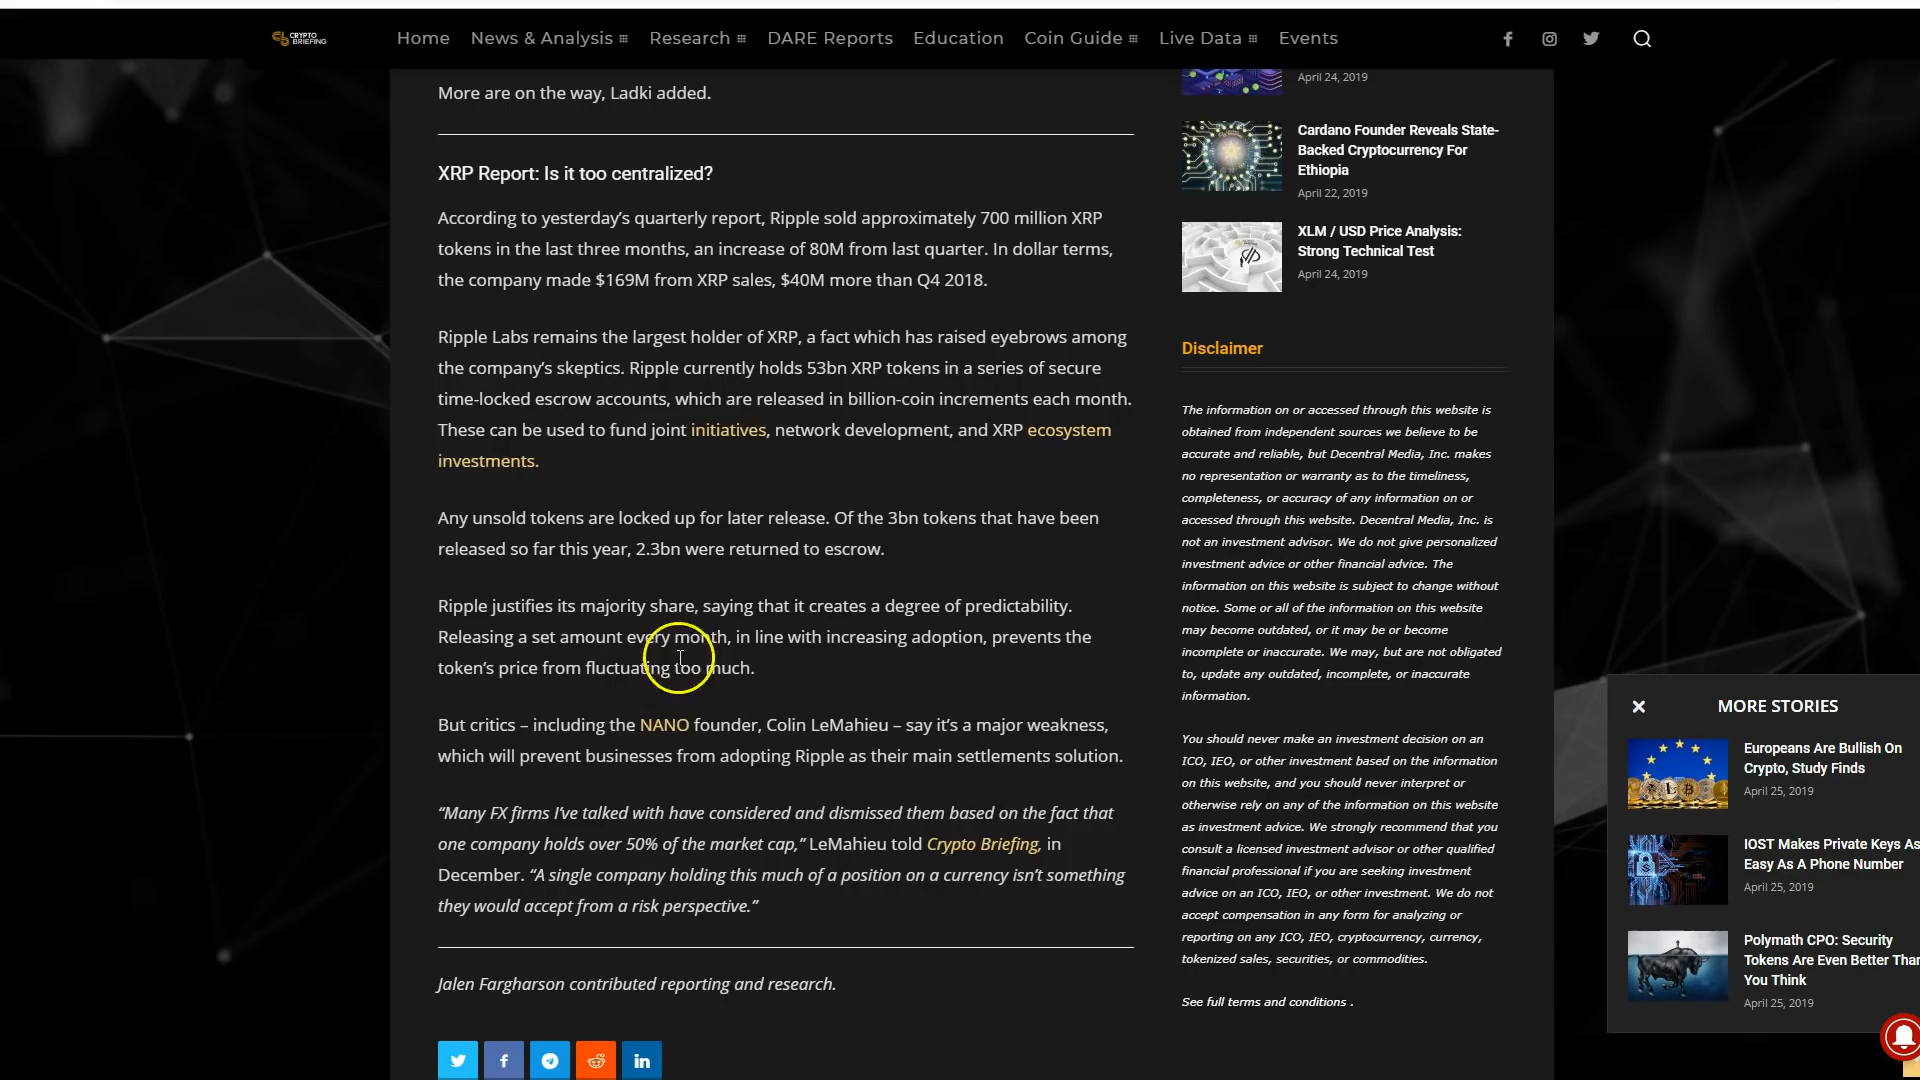 CRYPTO
BRIEFING
Home
News & Analysis
Research
DARE Reports
Education
Coin Guide
Live Data
Events
More are on the way, Ladki added.
XRP Report: Is it too centralized?
According to yesterday’s quarterly report, Ripple sold approximately 700 million XRP
tokens in the last three months, an increase of 80M from last quarter. In dollar terms,
the company made $169M from XRP sales, $40M more than Q4 2018.
Ripple Labs remains the largest holder of XRP, a fact which has raised eyebrows among
the company’s skeptics. Ripple currently holds 53bn XRP tokens in a series of secure
time-locked escrow accounts, which are released in billion-coin increments each month.
These can be used to fund joint initiatives, network development, and XRP ecosystem
investments.
Any unsold tokens are locked up for later release. Of the 3bn tokens that have been
released so far this year, 2.3bn were returned to escrow.
Ripple justifies its majority share, saying that it creates a degree of predictability.
Releasing a set amount every month, in line with increasing adoption, prevents the
token’s price from fluctuating too much.
But critics – including the NANO founder, Colin LeMahieu – say it’s a major weakness,
which will prevent businesses from adopting Ripple as their main settlements solution.
“Many FX firms I’ve talked with have considered and dismissed them based on the fact that
one company holds over 50% of the market cap,” LeMahieu told Crypto Briefing, in
December. “A single company holding this much of a position on a currency isn’t something
they would accept from a risk perspective.”
Jalen Fargharson contributed reporting and research.
April 24, 2019
Cardano Founder Reveals State-
Backed Cryptocurrency For
Ethiopia
April 22, 2019
XLM / USD Price Analysis:
Strong Technical Test
April 24, 2019
Disclaimer
The information on or accessed through this website is
obtained from independent sources we believe to be
accurate and reliable, but Decentral Media, Inc. makes
no representation or warranty as to the timeliness,
completeness, or accuracy of any information on or
accessed through this website. Decentral Media, Inc. is
not an investment advisor. We do not give personalized
investment advice or other financial advice. The
information on this website is subject to change without
notice. Some or all of the information on this website
may become outdated, or it may be or become
incomplete or inaccurate. We may, but are not obligated
to, update any outdated, incomplete, or inaccurate
information.
You should never make an investment decision on an
ICO, IEO, or other investment based on the information
on this website, and you should never interpret or
otherwise rely on any of the information on this website
as investment advice. We strongly recommend that you
consult a licensed investment advisor or other qualified
financial professional if you are seeking investment
advice on an ICO, IEO, or other investment. We do not
accept compensation in any form for analyzing or
reporting on any ICO, IEO, cryptocurrency, currency,
tokenized sales, securities, or commodities.
See full terms and conditions .
MORE STORIES
Europeans Are Bullish On
Crypto, Study Finds
April 25, 2019
IOST Makes Private Keys As
Easy As A Phone Number
April 25, 2019
Polymath CPO: Security
Tokens Are Even Better Than
You Think
April 25, 2019